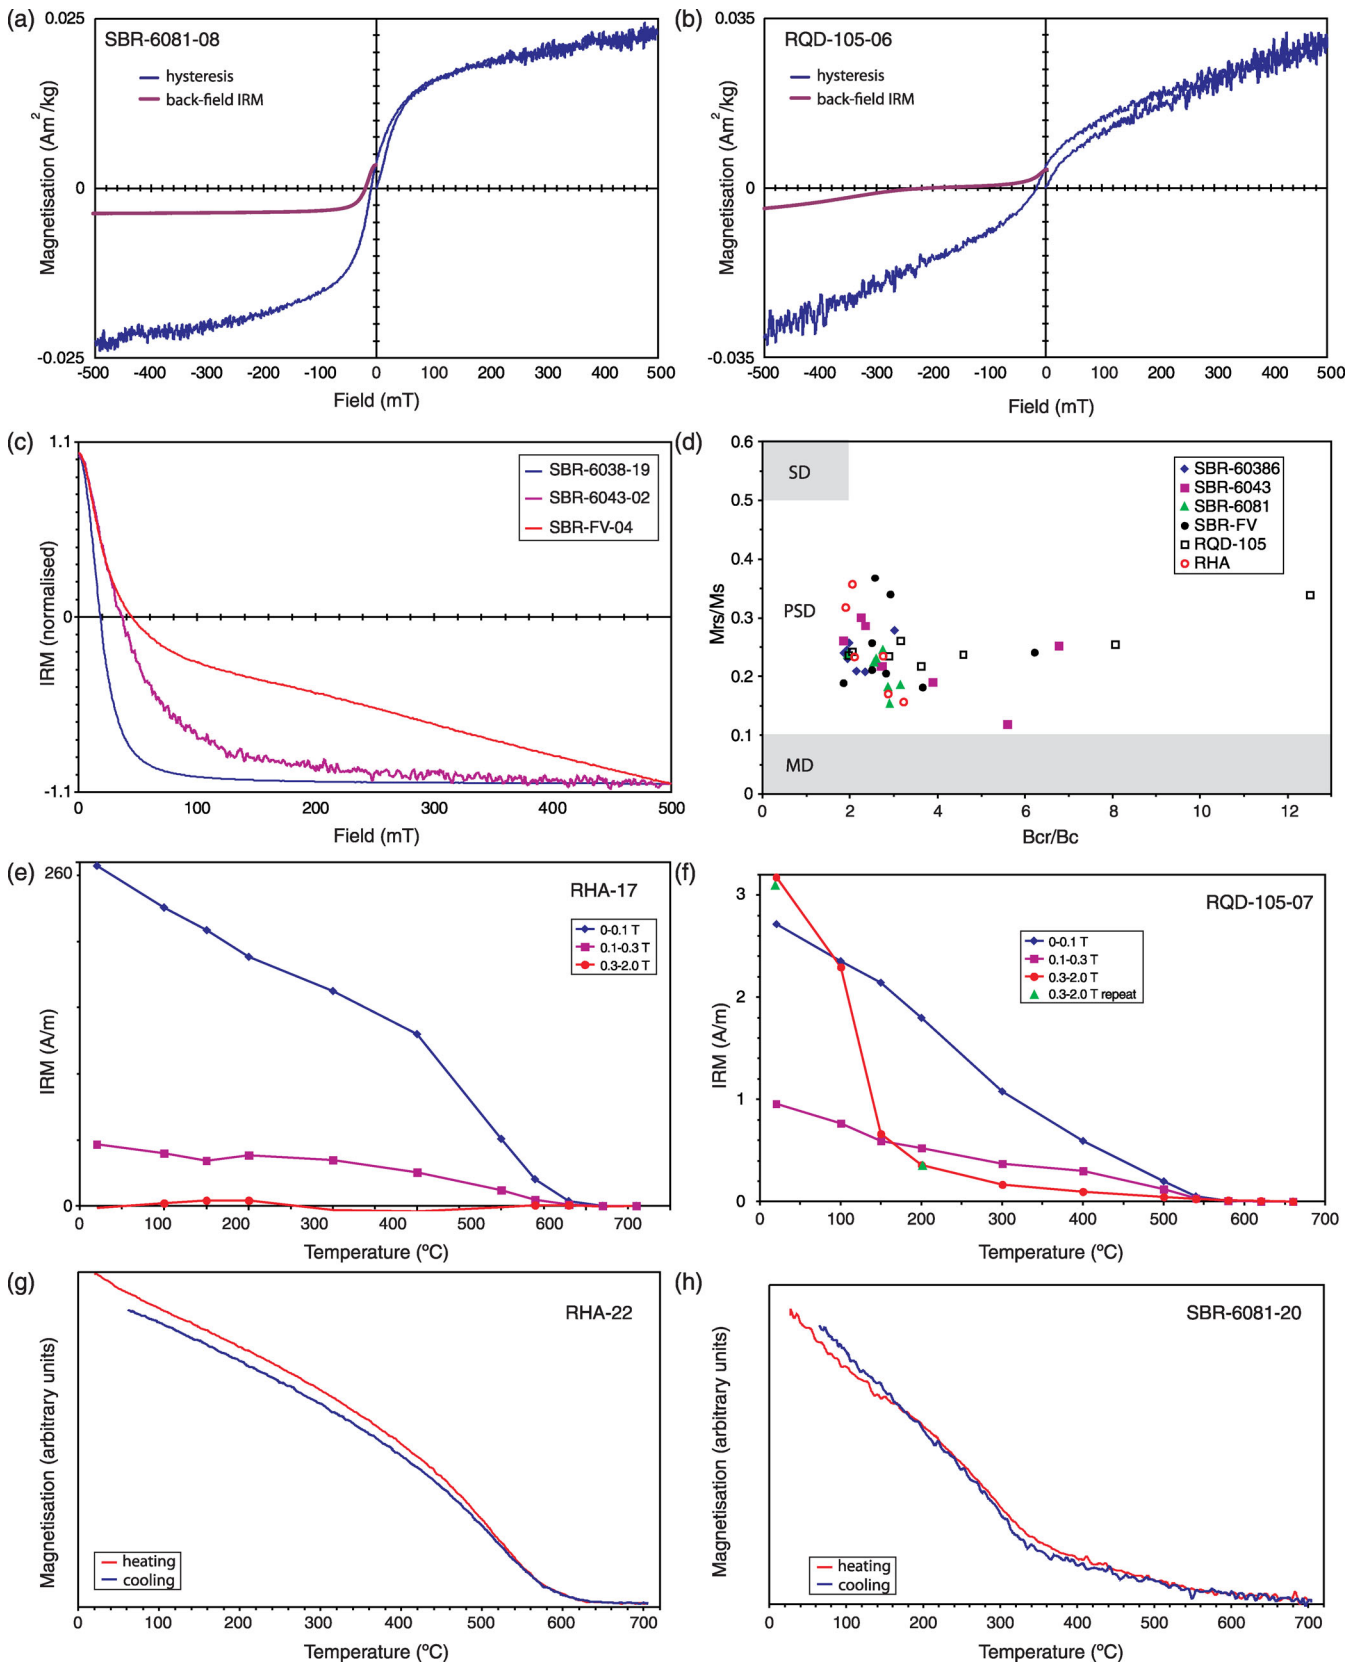 (a)
0.025
SBR-6081-08
hysteresis
back-field IRM
Magnetisation (Am2/kg)
0
-0.025
-500 -400 -300 -200 -100 0 100 200 300 400 500
Field (mT)
(b)
0.035
RQD-105-06
hysteresis
back-field IRM
Magnetisation (Am2/kg)
0
-0.035
-500 -400 -300 -200 -100 0 100 200 300 400 500
Field (mT)
(c)
1.1
SBR-6038-19
SBR-6043-02
SBR-FV-04
IRM (normalised)
0
-1.1
0 100 200 300 400 500
Field (mT)
(d)
0.6
0.5
0.4
0.3
0.2
0.1
0
SD
PSD
MD
SBR-60386
SBR-6043
SBR-6081
SBR-FV
RQD-105
RHA
Mrs/Ms
0 2 4 6 8 10 12
Bcr/Bc
(e)
260
RHA-17
0-0.1 T
0.1-0.3 T
0.3-2.0 T
IRM (A/m)
0
0 100 200 300 400 500 600 700
Temperature (ºC)
(f)
3
2
1
0
RQD-105-07
0-0.1 T
0.1-0.3 T
0.3-2.0 T
0.3-2.0 T repeat
IRM (A/m)
0 100 200 300 400 500 600 700
Temperature (ºC)
(g)
RHA-22
Magnetisation (arbitrary units)
heating
cooling
0 100 200 300 400 500 600 700
Temperature (ºC)
(h)
SBR-6081-20
Magnetisation (arbitrary units)
heating
cooling
0 100 200 300 400 500 600 700
Temperature (ºC)